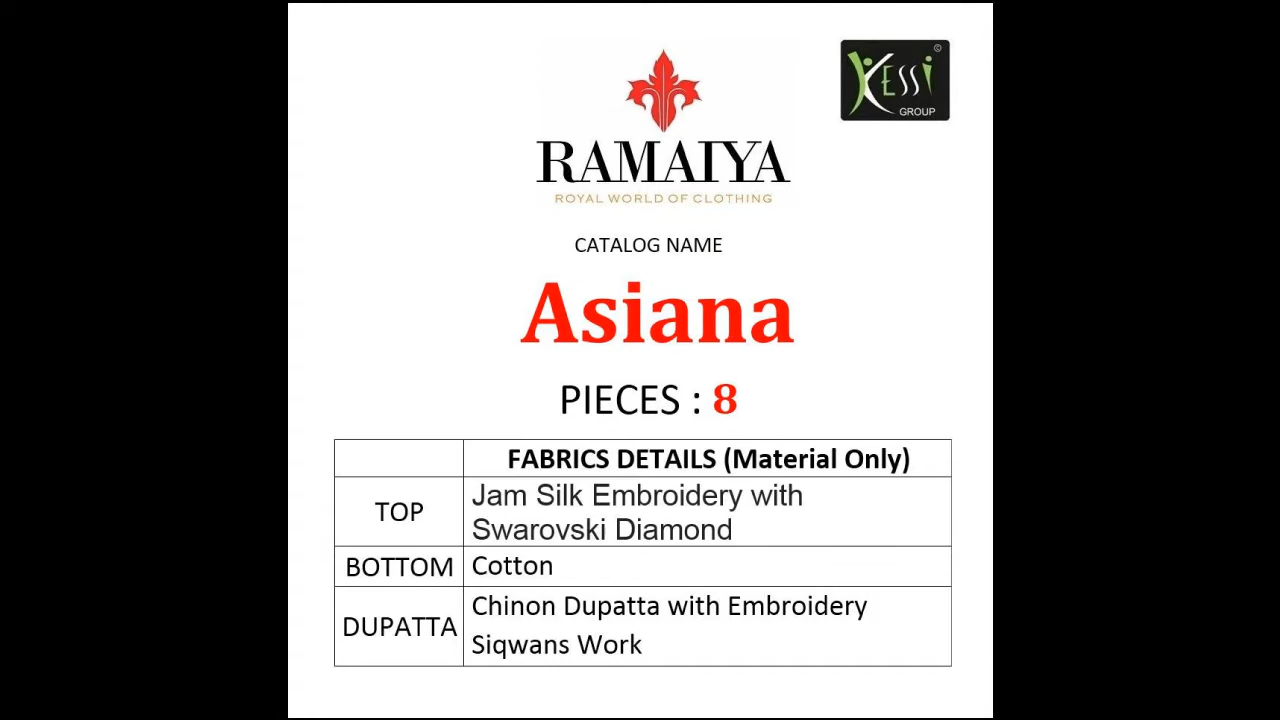 ©
KESSI
GROUP
RAMAIYA
ROYAL WORLD OF CLOTHING
CATALOG NAME
Asiana
PIECES : 8
FABRICS DETAILS (Material Only)
TOP
Jam Silk Embroidery with
Swarovski Diamond
BOTTOM
Cotton
DUPATTA
Chinon Dupatta with Embroidery
Siqwans Work